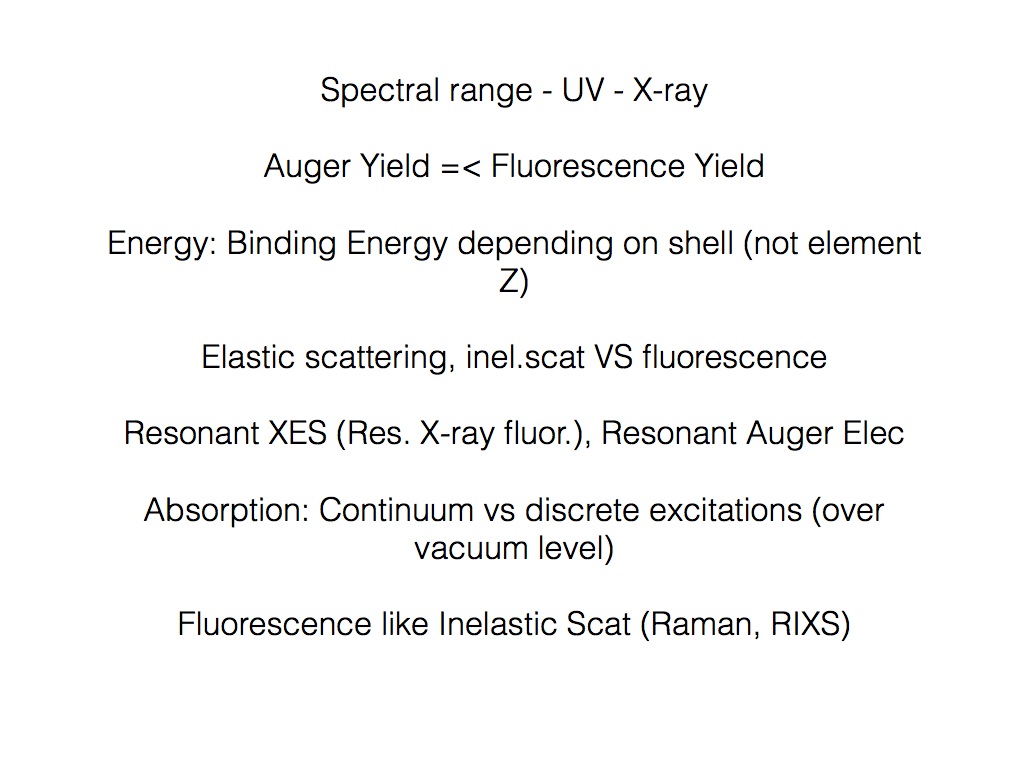 Spectral range - UV - X-ray
Auger Yield =< Fluorescence Yield
Energy: Binding Energy depending on shell (not element
Z)
Elastic scattering, inel.scat VS fluorescence
Resonant XES (Res. X-ray fluor.), Resonant Auger Elec
Absorption: Continuum vs discrete excitations (over
vacuum level)
Fluorescence like Inelastic Scat (Raman, RIXS)